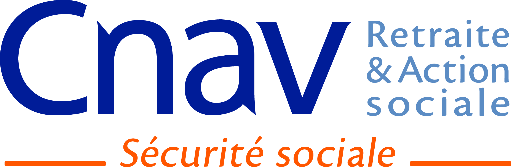 Cnav
Retraite
& Action
sociale
Sécurité sociale